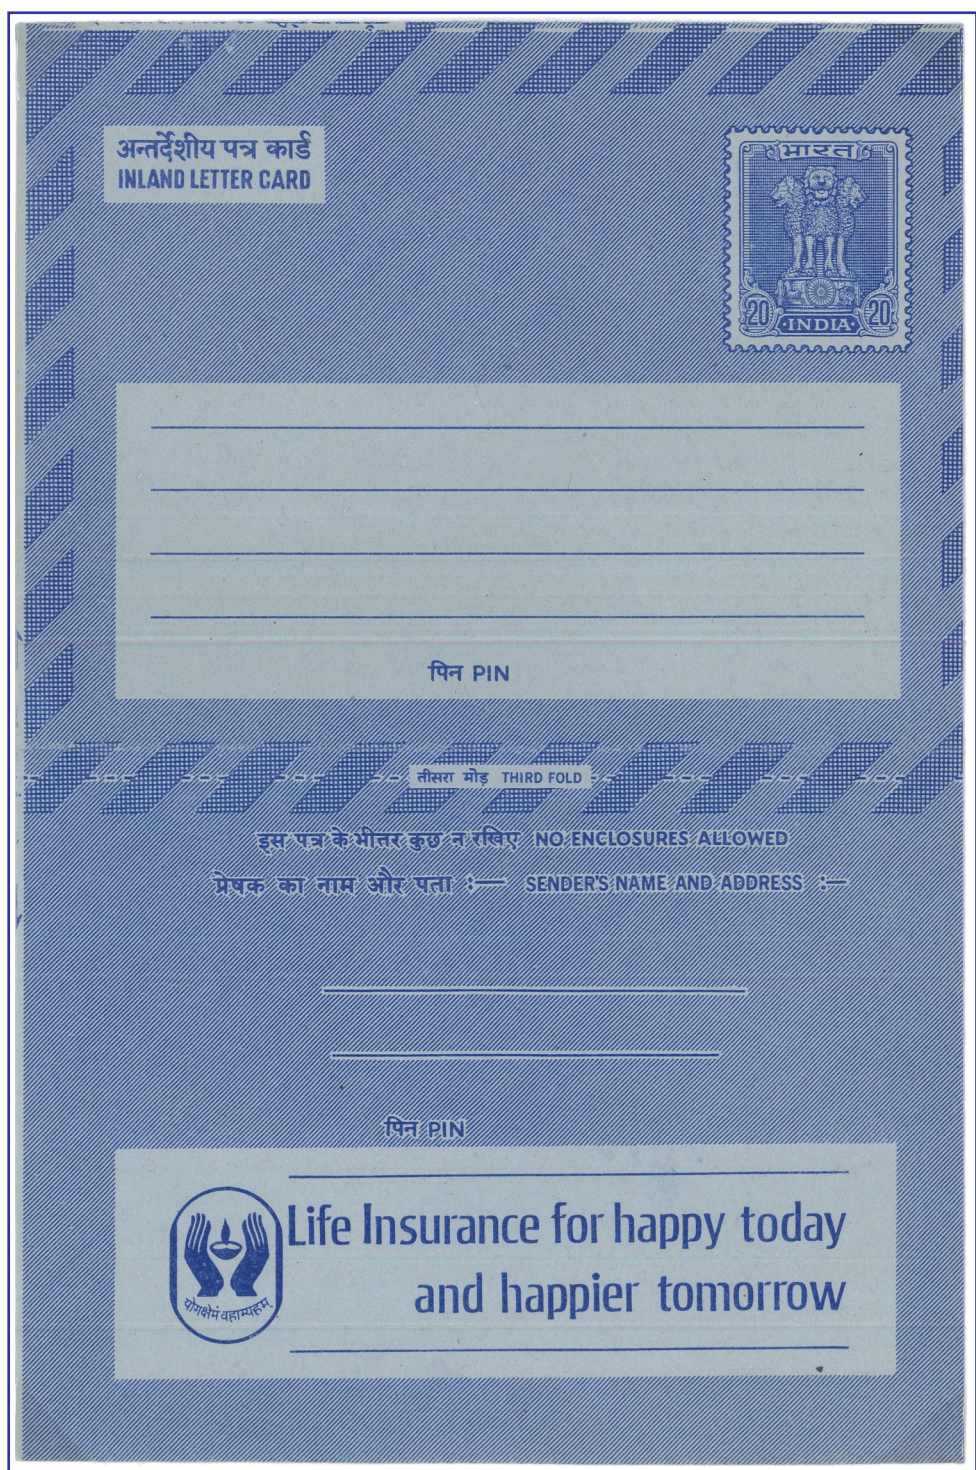 अन्तर्देशीय पत्र कार्ड
INLAND LETTER CARD
भारत
20 INDIA 20
पिन PIN
तीसरा मोड़ THIRD FOLD
इस पत्र के भीतर कुछ न रखिए NO ENCLOSURES ALLOWED
प्रेषक का नाम और पता :— SENDER'S NAME AND ADDRESS :—
पिन PIN
Life Insurance for happy today
and happier tomorrow
योगक्षेमं वहाम्यहम्